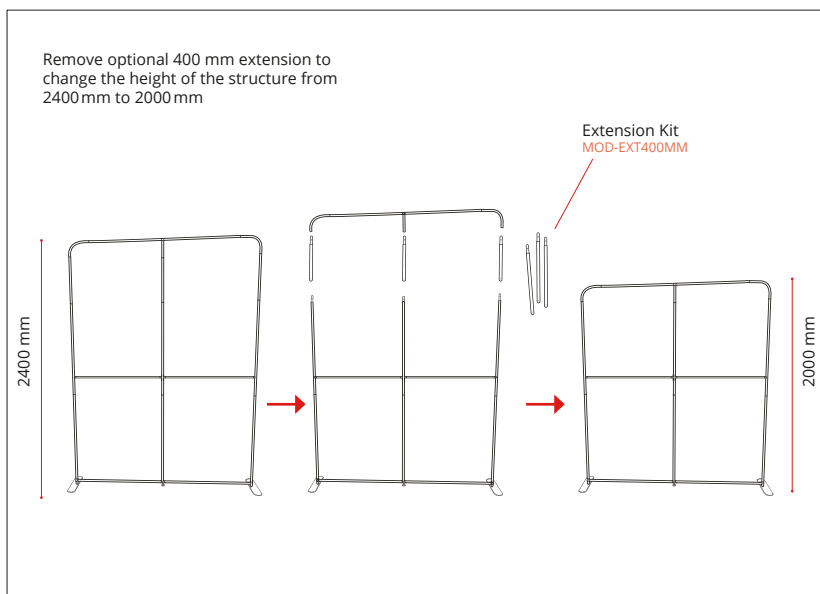 Remove optional 400 mm extension to
change the height of the structure from
2400 mm to 2000 mm
Extension Kit
MOD-EXT400MM
2400 mm
2000 mm